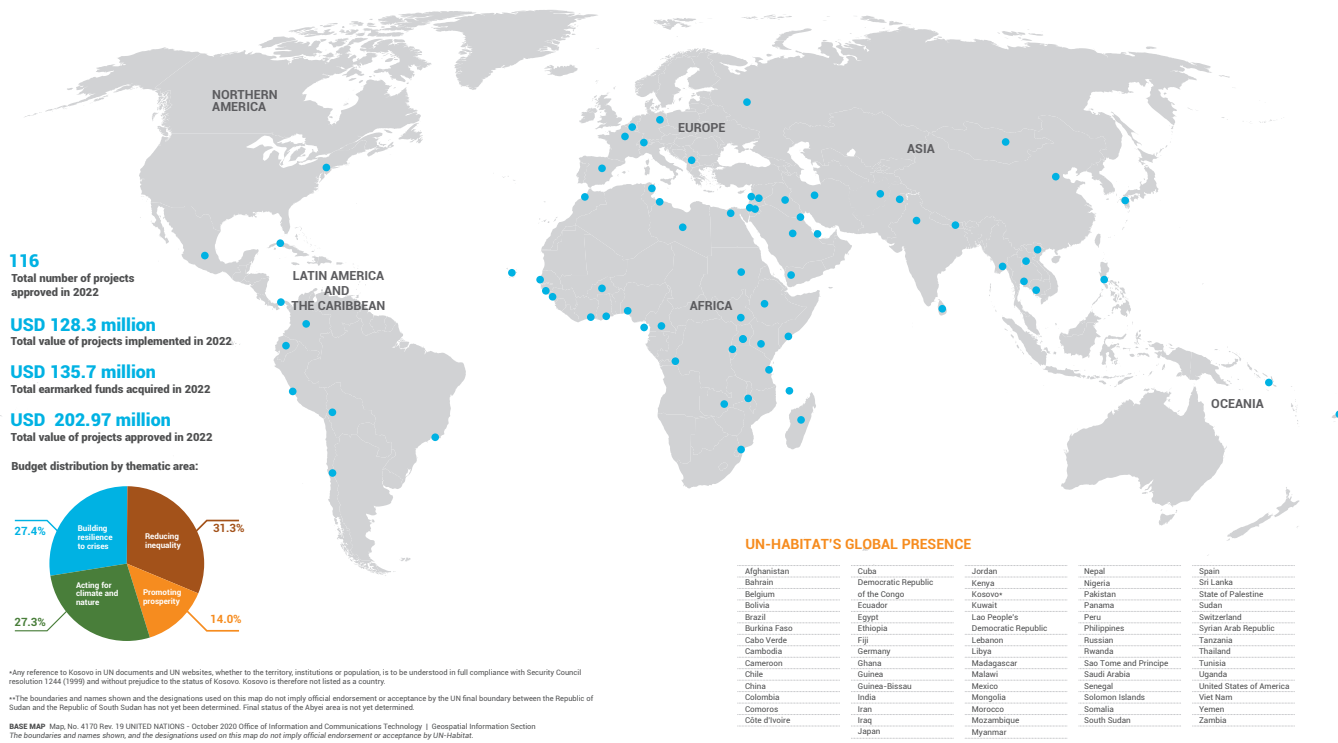 NORTHERN
AMERICA
EUROPE
ASIA
LATIN AMERICA
AND
THE CARIBBEAN
AFRICA
OCEANIA
116
Total number of projects
approved in 2022
USD 128.3 million
Total value of projects implemented in 2022
USD 135.7 million
Total earmarked funds acquired in 2022
USD 202.97 million
Total value of projects approved in 2022
Budget distribution by thematic area:
27.4%
Building
resilience
to crises
Reducing
inequality
31.3%
Acting for
climate and
nature
27.3%
Promoting
prosperity
14.0%
UN-HABITAT'S GLOBAL PRESENCE
Afghanistan
Bahrain
Belgium
Bolivia
Brazil
Burkina Faso
Cabo Verde
Cambodia
Cameroon
Chile
China
Colombia
Comoros
Côte d'Ivoire
Cuba
Democratic Republic
of the Congo
Ecuador
Egypt
Ethiopia
Fiji
Germany
Ghana
Guinea
Guinea-Bissau
India
Iran
Iraq
Japan
Jordan
Kenya
Kosovo*
Kuwait
Lao People's
Democratic Republic
Lebanon
Libya
Madagascar
Malawi
Mexico
Mongolia
Morocco
Mozambique
Myanmar
Nepal
Nigeria
Pakistan
Panama
Peru
Philippines
Russian
Rwanda
Sao Tome and Principe
Saudi Arabia
Senegal
Solomon Islands
Somalia
South Sudan
Spain
Sri Lanka
State of Palestine
Sudan
Switzerland
Syrian Arab Republic
Tanzania
Thailand
Tunisia
Uganda
United States of America
Viet Nam
Yemen
Zambia
*Any reference to Kosovo in UN documents and UN websites, whether to the territory, institutions or population, is to be understood in full compliance with Security Council
resolution 1244 (1999) and without prejudice to the status of Kosovo. Kosovo is therefore not listed as a country.
**The boundaries and names shown and the designations used on this map do not imply official endorsement or acceptance by the UN final boundary between the Republic of
Sudan and the Republic of South Sudan has not yet been determined. Final status of the Abyei area is not yet determined.
BASE MAP Map, No. 4170 Rev. 19 UNITED NATIONS - October 2020 Office of Information and Communications Technology | Geospatial Information Section
The boundaries and names shown, and the designations used on this map do not imply official endorsement or acceptance by UN-Habitat.